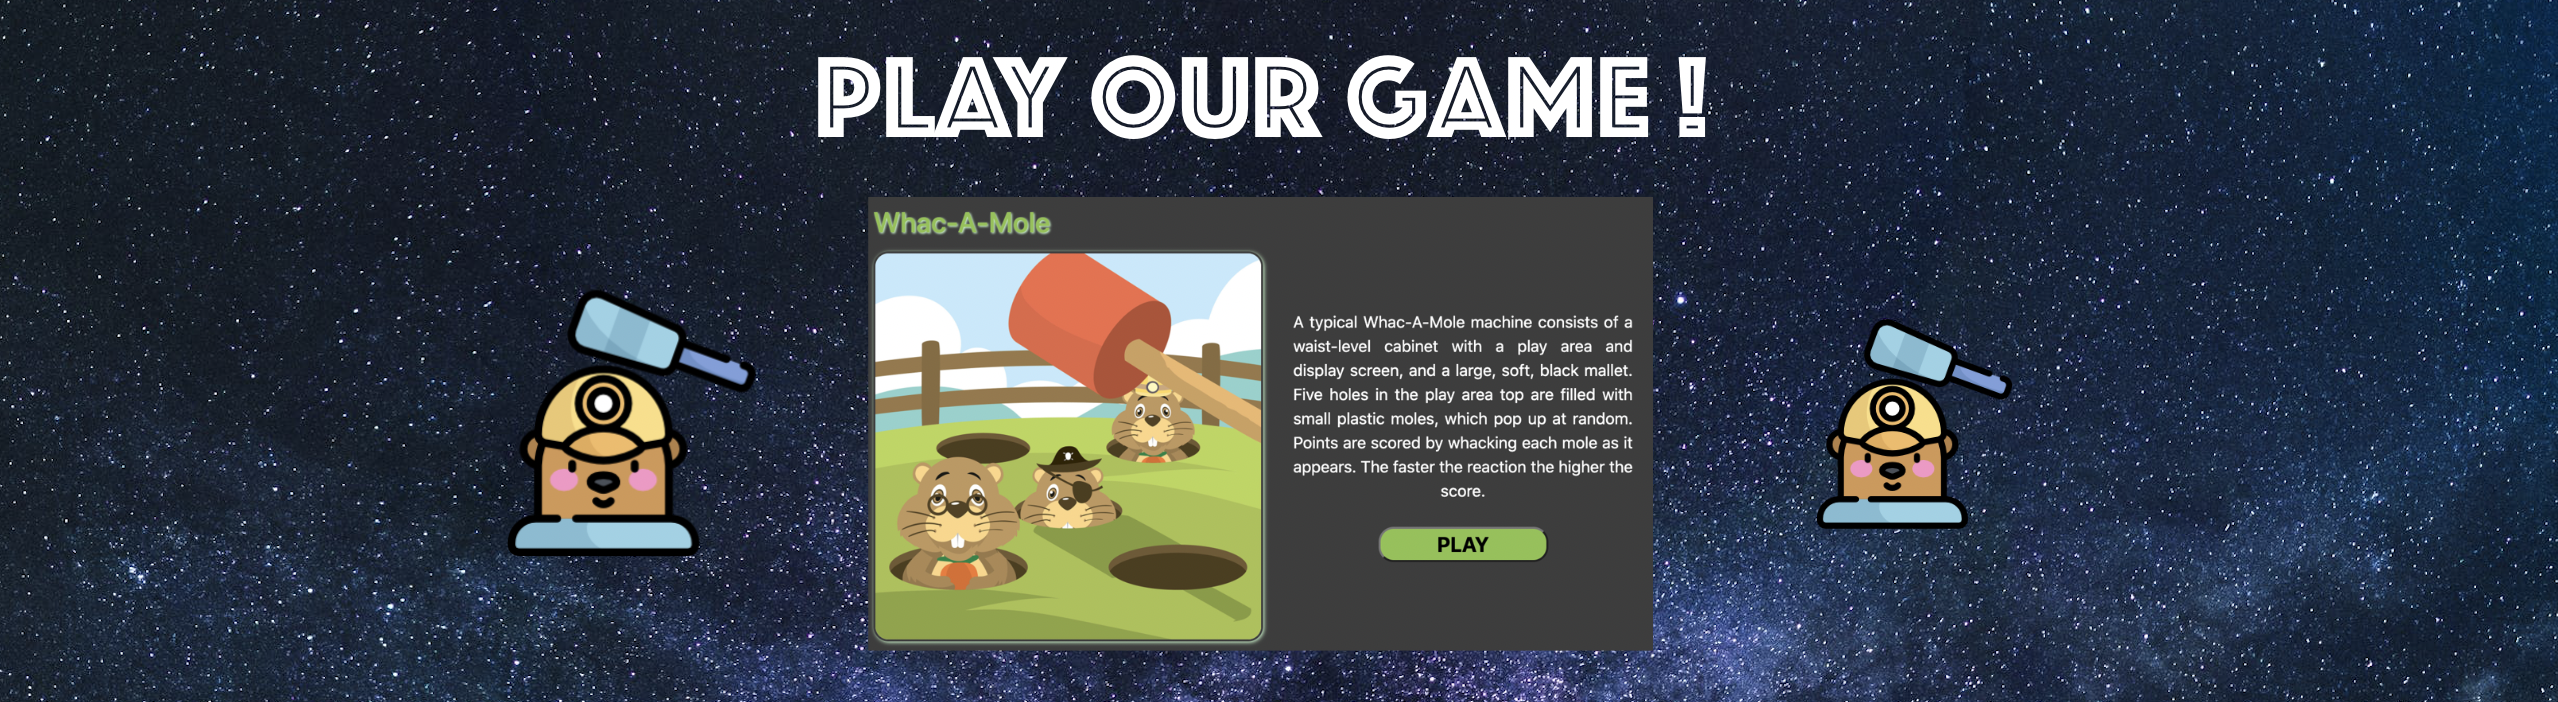 PLAY OUR GAME !
Whac-A-Mole
A typical Whac-A-Mole machine consists of a
waist-level cabinet with a play area and
display screen, and a large, soft, black mallet.
Five holes in the play area top are filled with
small plastic moles, which pop up at random.
Points are scored by whacking each mole as it
appears. The faster the reaction the higher the
score.
PLAY